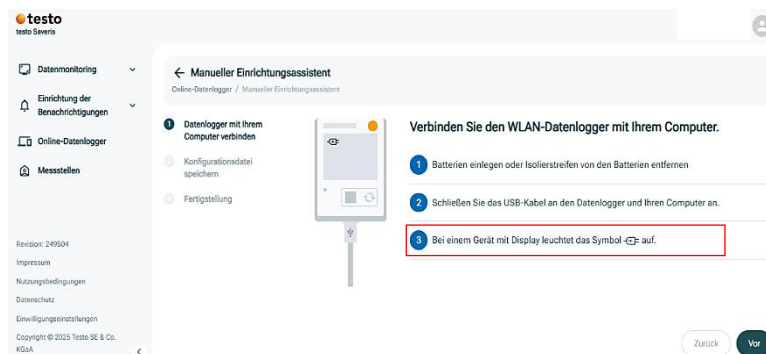 testo
testo Saveris
Datenmonitoring
Einrichtung der
Benachrichtigungen
Online-Datenlogger
Messstellen
Revision: 249504
Impressum
Nutzungsbedingungen
Datenschutz
Einwilligungseinstellungen
Copyright © 2025 Testo SE & Co.
KGaA
Manueller Einrichtungsassistent
Online-Datenlogger / Manueller Einrichtungsassistent
1 Datenlogger mit Ihrem
Computer verbinden
Konfigurationsdatei
speichern
Fertigstellung
Verbinden Sie den WLAN-Datenlogger mit Ihrem Computer.
1 Batterien einlegen oder Isolierstreifen von den Batterien entfernen
2 Schließen Sie das USB-Kabel an den Datenlogger und Ihren Computer an.
3 Bei einem Gerät mit Display leuchtet das Symbol auf.
Zurück
Vor